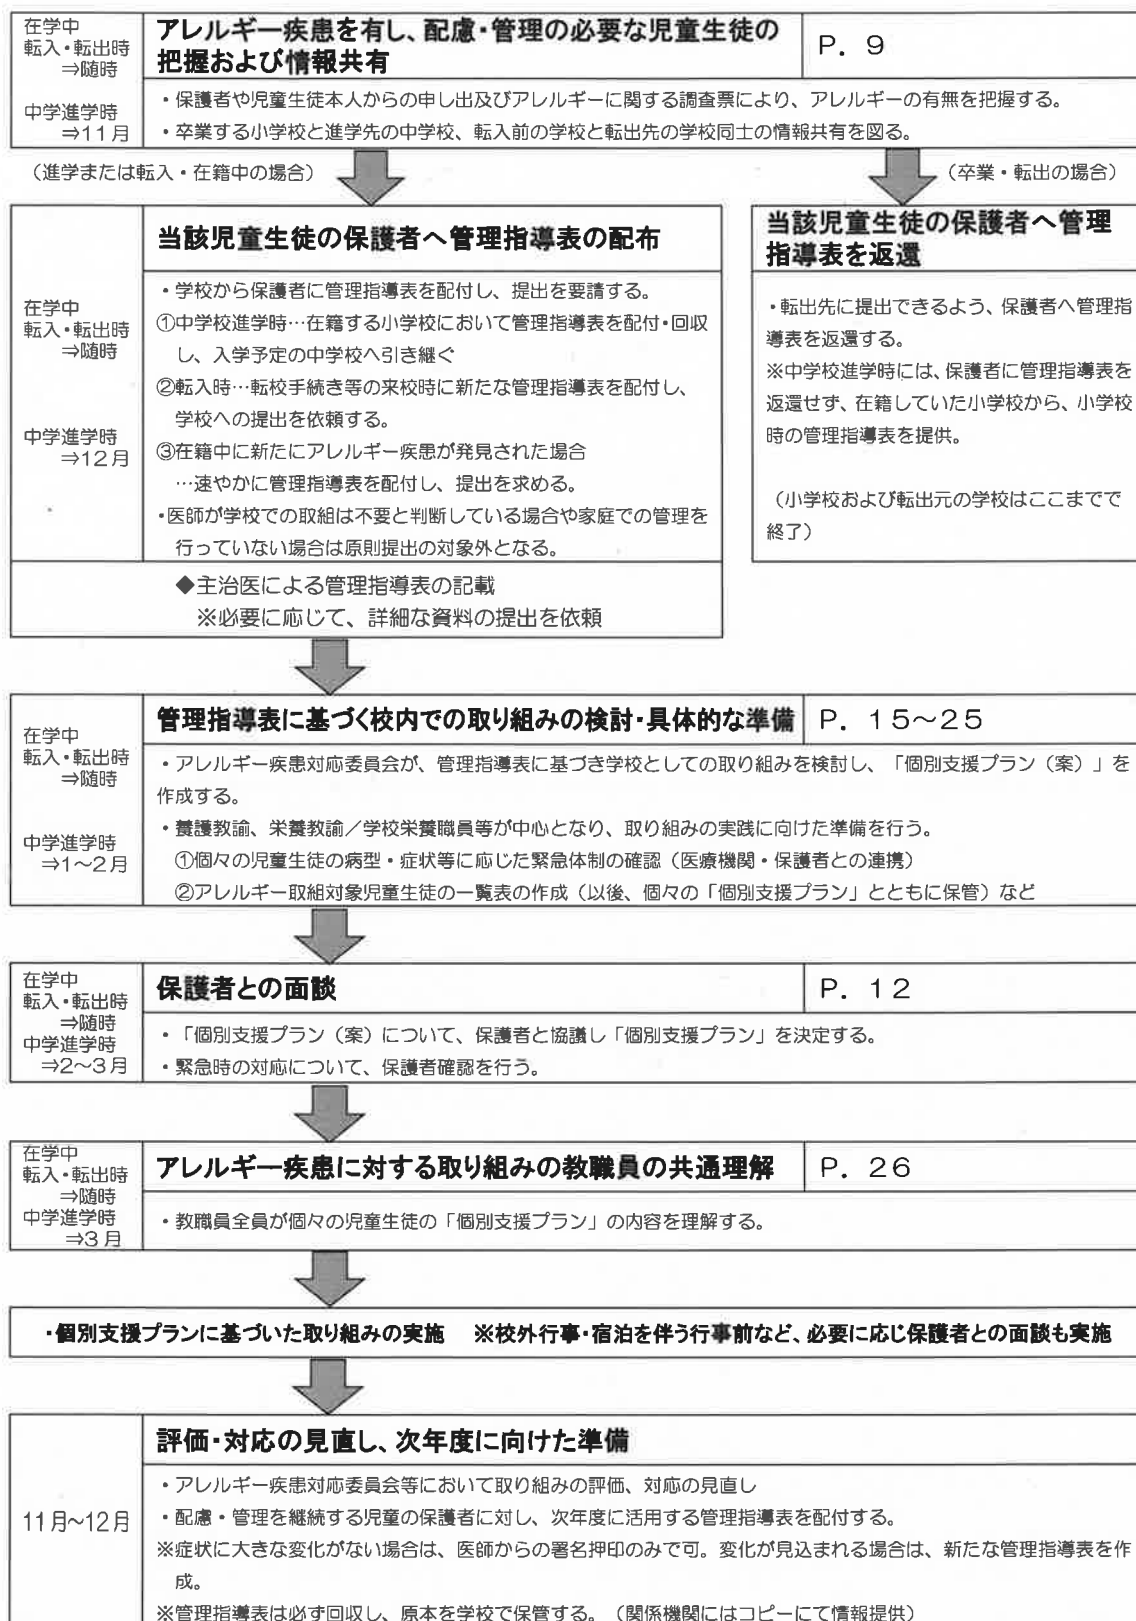 在学中
転入・転出時
⇒随時
中学進学時
⇒11月
アレルギー疾患を有し、配慮・管理の必要な児童生徒の
把握および情報共有
P. 9
・保護者や児童生徒本人からの申し出及びアレルギーに関する調査票により、アレルギーの有無を把握する。
・卒業する小学校と進学先の中学校、転入前の学校と転出先の学校同士の情報共有を図る。
（進学または転入・在籍中の場合）
（卒業・転出の場合）
在学中
転入・転出時
⇒随時
中学進学時
⇒12月
当該児童生徒の保護者へ管理指導表の配布
・学校から保護者に管理指導表を配付し、提出を要請する。
①中学校進学時…在籍する小学校において管理指導表を配付・回収
し、入学予定の中学校へ引き継ぐ
②転入時…転校手続き等の来校時に新たな管理指導表を配付し、
学校への提出を依頼する。
③在籍中に新たにアレルギー疾患が発見された場合
…速やかに管理指導表を配付し、提出を求める。
・医師が学校での取組は不要と判断している場合や家庭での管理を
行っていない場合は原則提出の対象外となる。
◆主治医による管理指導表の記載
※必要に応じて、詳細な資料の提出を依頼
当該児童生徒の保護者へ管理
指導表を返還
・転出先に提出できるよう、保護者へ管理指
導表を返還する。
※中学校進学時には、保護者に管理指導表を
返還せず、在籍していた小学校から、小学校
時の管理指導表を提供。
（小学校および転出元の学校はここまでで
終了）
在学中
転入・転出時
⇒随時
中学進学時
⇒1～2月
管理指導表に基づく校内での取り組みの検討・具体的な準備
P. 15～25
・アレルギー疾患対応委員会が、管理指導表に基づき学校としての取り組みを検討し、「個別支援プラン（案）」を
作成する。
・養護教諭、栄養教諭／学校栄養職員等が中心となり、取り組みの実践に向けた準備を行う。
①個々の児童生徒の病型・症状等に応じた緊急体制の確認（医療機関・保護者との連携）
②アレルギー取組対象児童生徒の一覧表の作成（以後、個々の「個別支援プラン」とともに保管）など
在学中
転入・転出時
⇒随時
中学進学時
⇒2～3月
保護者との面談
P. 12
・「個別支援プラン（案）について、保護者と協議し「個別支援プラン」を決定する。
・緊急時の対応について、保護者確認を行う。
在学中
転入・転出時
⇒随時
中学進学時
⇒3月
アレルギー疾患に対する取り組みの教職員の共通理解
P. 26
・教職員全員が個々の児童生徒の「個別支援プラン」の内容を理解する。
・個別支援プランに基づいた取り組みの実施　※校外行事・宿泊を伴う行事前など、必要に応じ保護者との面談も実施
11月～12月
評価・対応の見直し、次年度に向けた準備
・アレルギー疾患対応委員会等において取り組みの評価、対応の見直し
・配慮・管理を継続する児童の保護者に対し、次年度に活用する管理指導表を配付する。
※症状に大きな変化がない場合は、医師からの署名押印のみで可。変化が見込まれる場合は、新たな管理指導表を作
成。
※管理指導表は必ず回収し、原本を学校で保管する。（関係機関にはコピーにて情報提供）